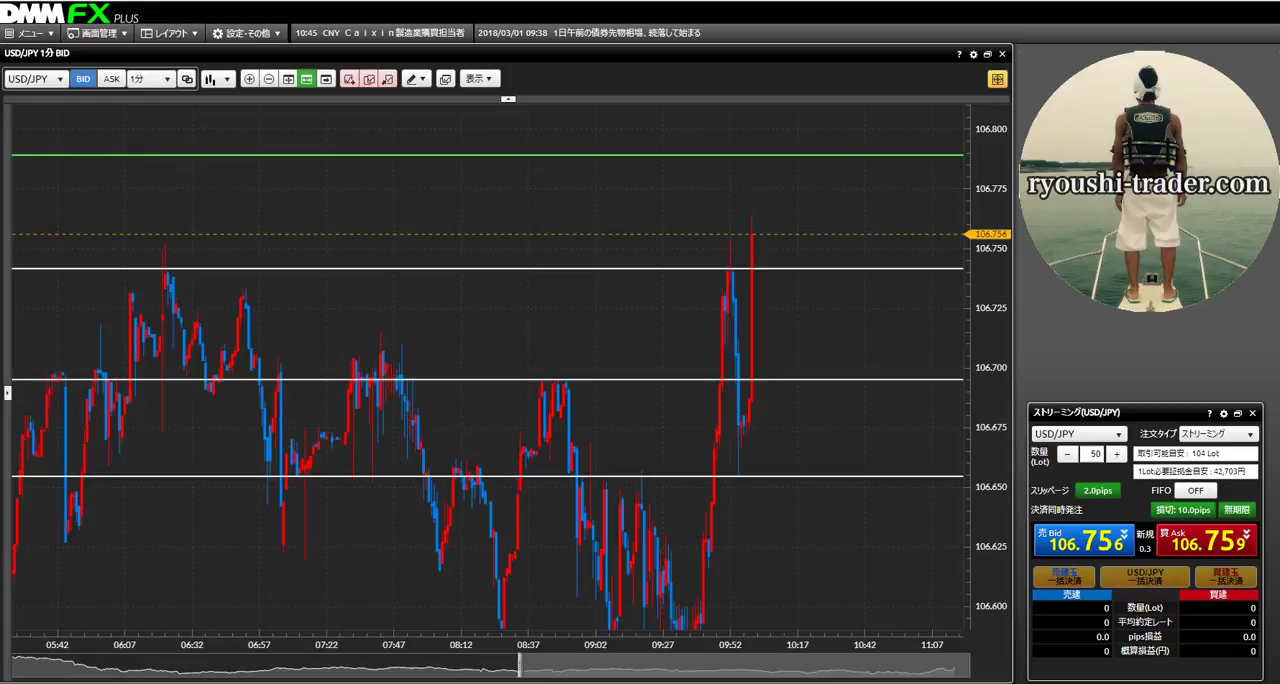 DMM FX PLUS
メニュー 画面管理 レイアウト 設定・その他 10:45 CNY Ｃａｉｘｉｎ製造業購買担当者 2018/03/01 09:38 1日午前の債券先物相場、続落して始まる
USD/JPY 1分 BID
USD/JPY BID ASK 1分 表示
106.800
106.775
106.756
106.750
106.725
106.700
106.675
106.650
106.625
106.600
05:42 06:07 06:32 06:57 07:22 07:47 08:12 08:37 09:02 09:27 09:52 10:17 10:42 11:07
ryoushi-trader.com
ストリーミング(USD/JPY)
USD/JPY 注文タイプ ストリーミング
数量(Lot) － 50 ＋ 取引可能目安 : 104 Lot
1Lot必要証拠金目安 : 42,703円
スリッページ 2.0pips FIFO OFF
決済同時発注 損切: 10.0pips 無期限
売 Bid 106.756 新規 0.3 買 Ask 106.759
売建玉 一括決済 USD/JPY 一括決済 買建玉 一括決済
売建 買建
0 数量(Lot) 0
0 平均約定レート 0
0.0 pips損益 0.0
0 概算損益(円) 0